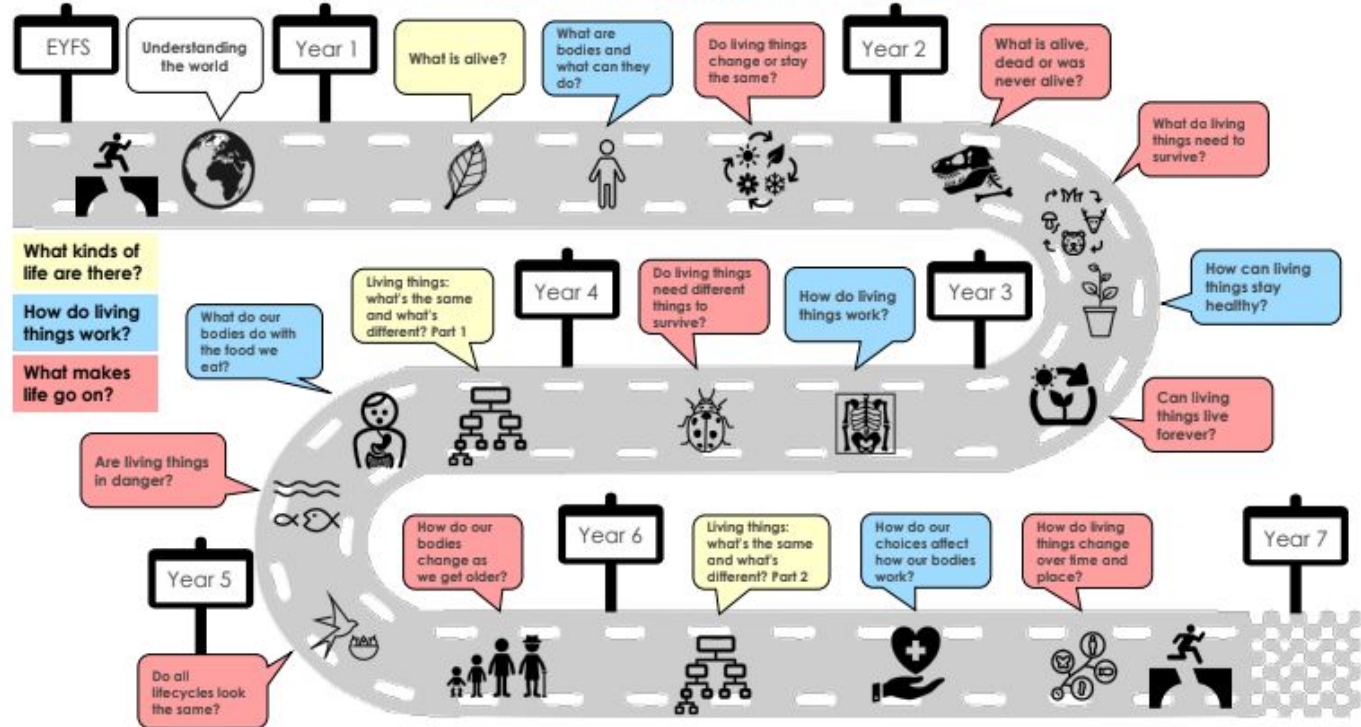 EYFS
Understanding
the world
Year 1
What is alive?
What are
bodies and
what can they
do?
Do living things
change or stay
the same?
Year 2
What is alive,
dead or was
never alive?
What do living
things need to
survive?
How can living
things stay
healthy?
Can living
things live
forever?
Year 3
How do living
things work?
Do living things
need different
things to
survive?
Year 4
Living things:
what's the same
and what's
different? Part 1
What do our
bodies do with
the food we
eat?
What kinds of
life are there?
How do living
things work?
What makes
life go on?
Are living things
in danger?
Year 5
Do all
lifecycles look
the same?
How do our
bodies
change as
we get older?
Year 6
Living things:
what's the same
and what's
different? Part 2
How do our
choices affect
how our bodies
work?
How do living
things change
over time and
place?
Year 7